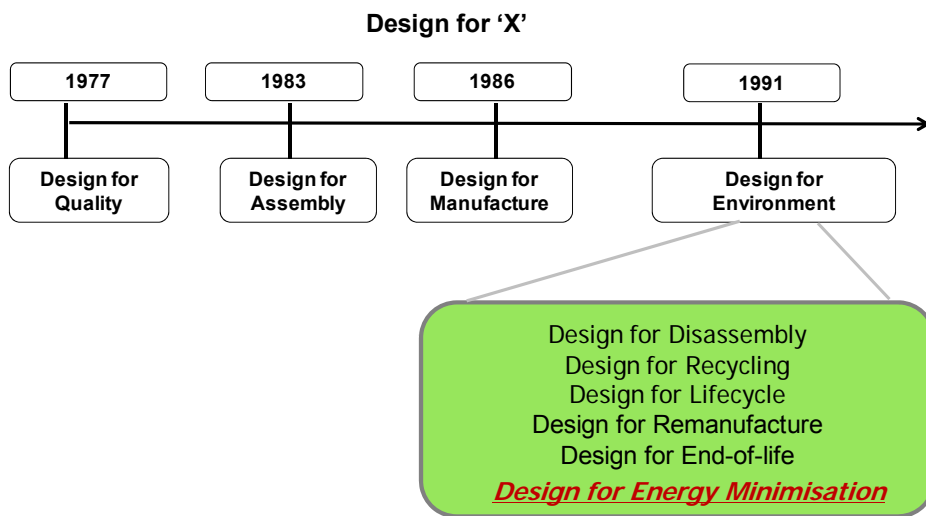 Design for ‘X’
1977
1983
1986
1991
Design for
Quality
Design for
Assembly
Design for
Manufacture
Design for
Environment
Design for Disassembly
Design for Recycling
Design for Lifecycle
Design for Remanufacture
Design for End-of-life
Design for Energy Minimisation